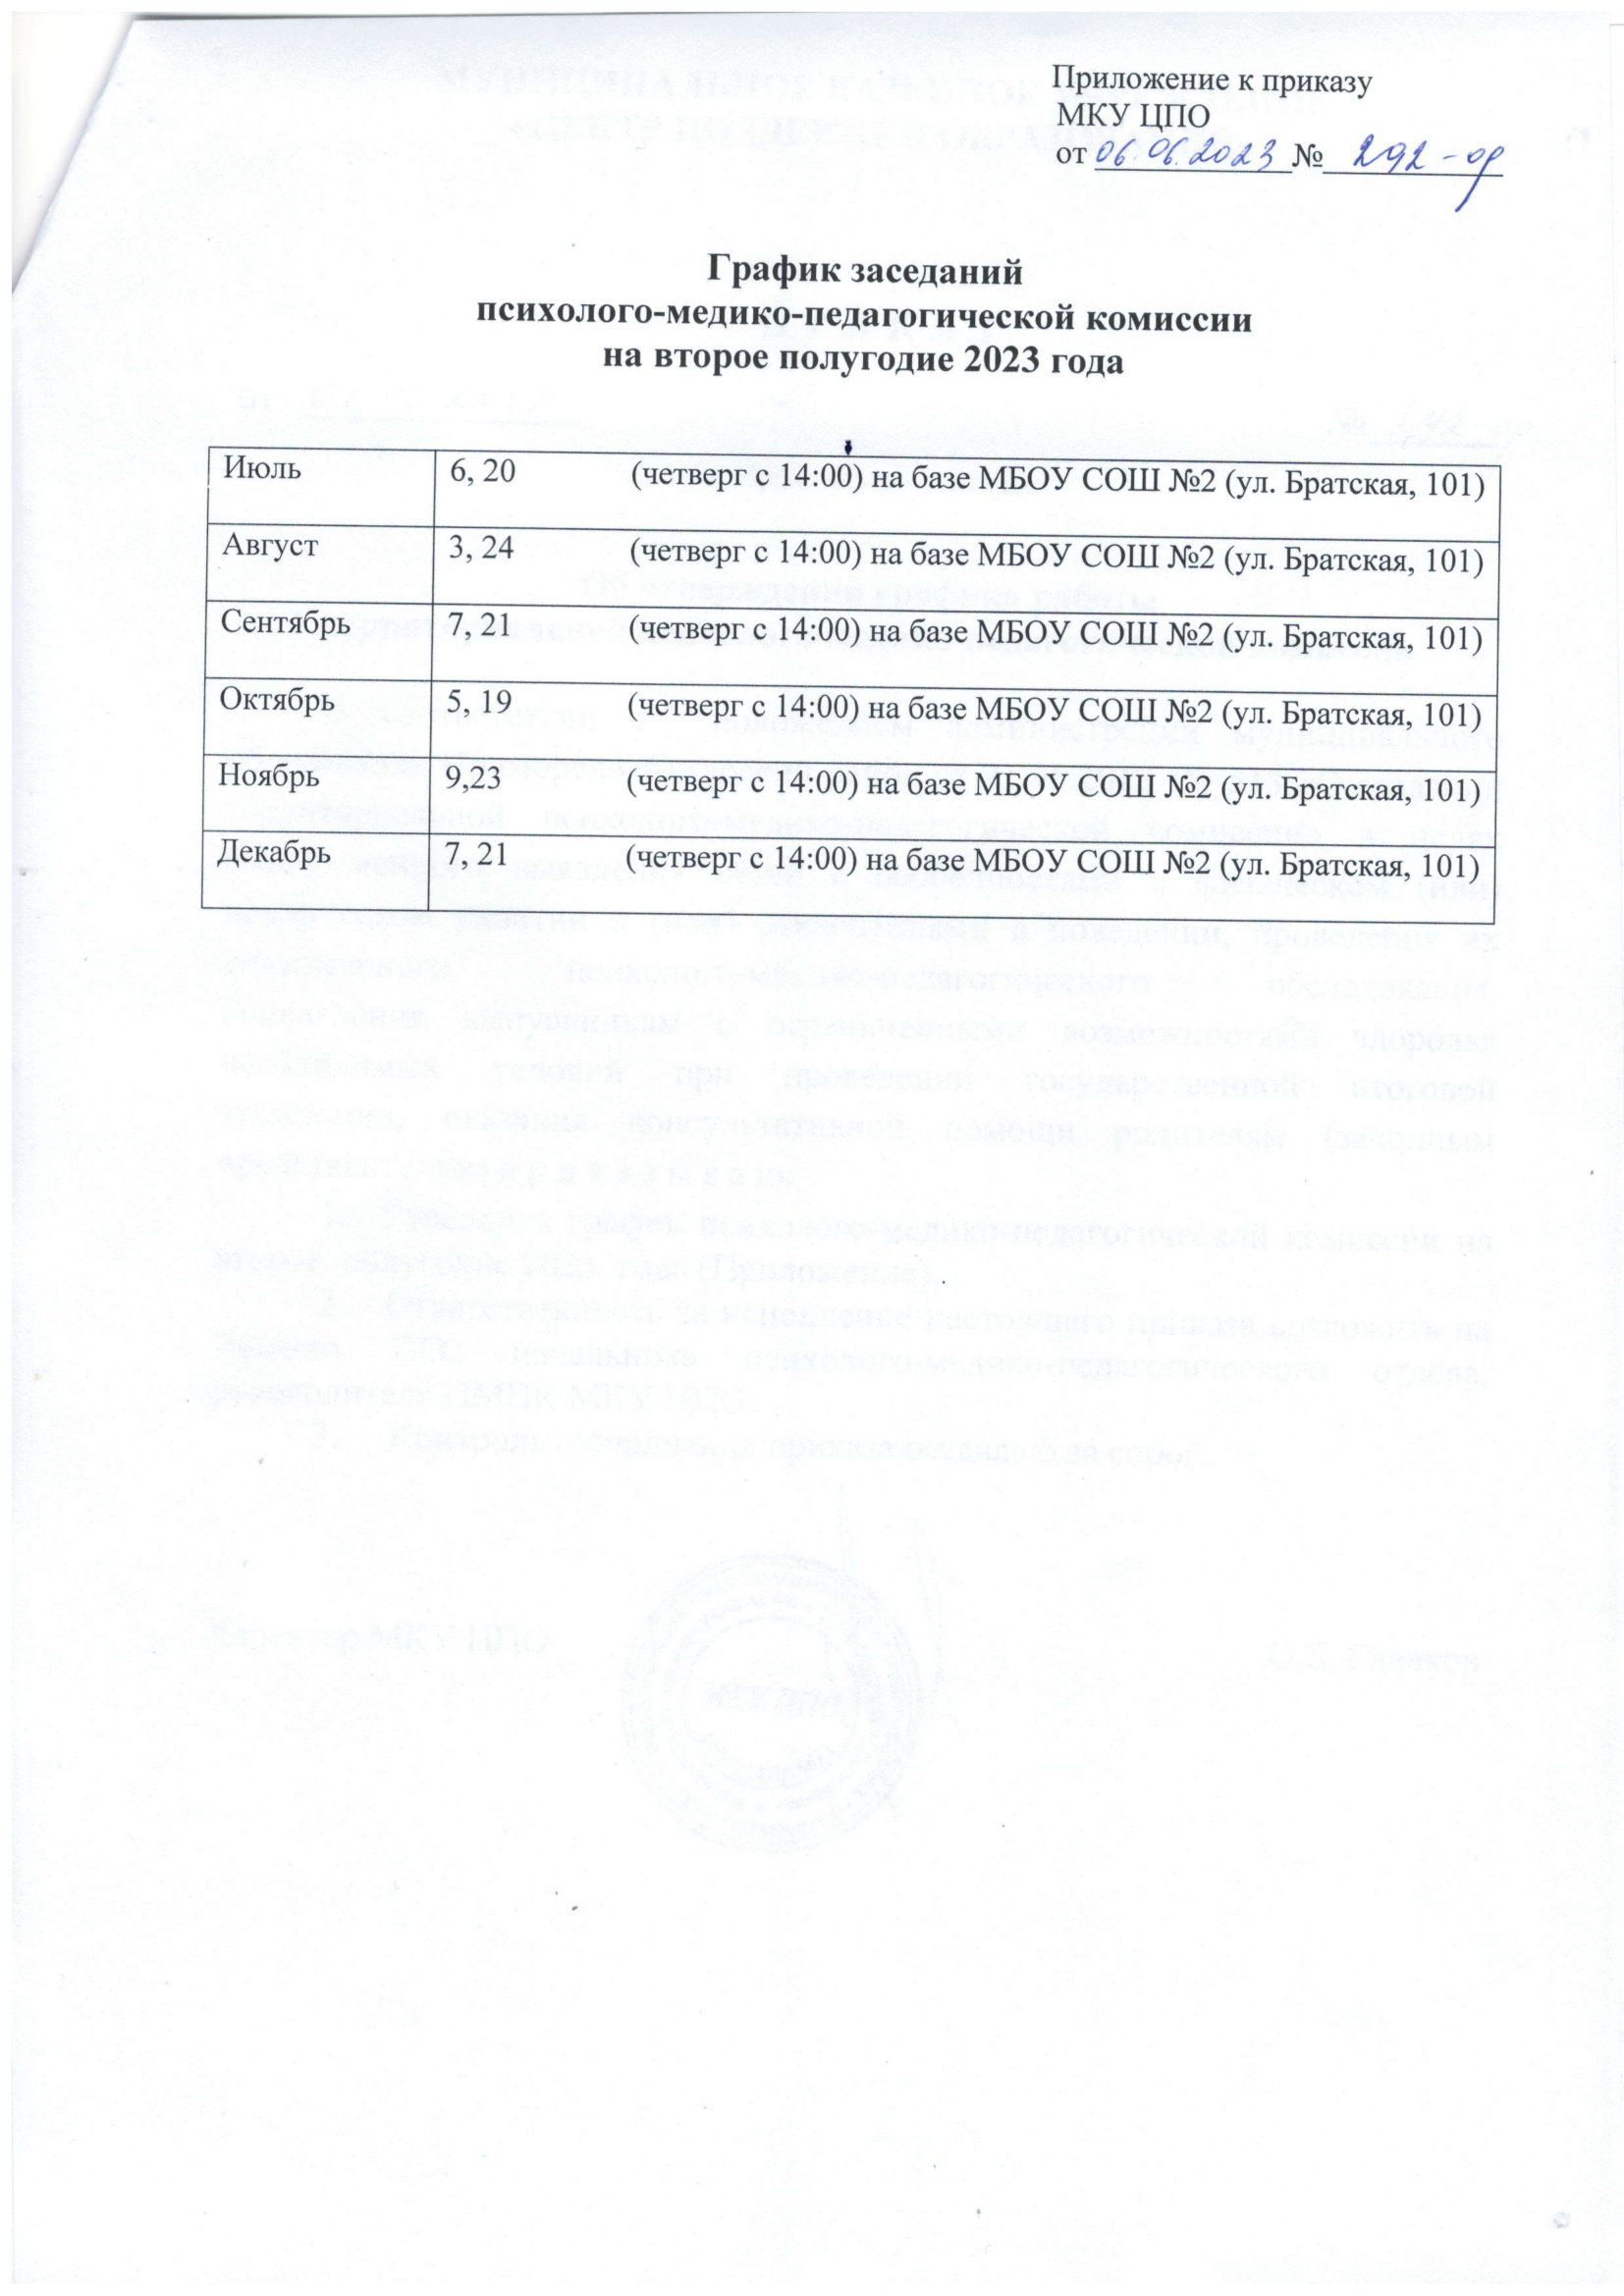 Приложение к приказу
МКУ ЦПО
от 06.06.2023 № 292-ор
График заседаний
психолого-медико-педагогической комиссии
на второе полугодие 2023 года
Июль 6, 20 (четверг с 14:00) на базе МБОУ СОШ №2 (ул. Братская, 101)
Август 3, 24 (четверг с 14:00) на базе МБОУ СОШ №2 (ул. Братская, 101)
Сентябрь 7, 21 (четверг с 14:00) на базе МБОУ СОШ №2 (ул. Братская, 101)
Октябрь 5, 19 (четверг с 14:00) на базе МБОУ СОШ №2 (ул. Братская, 101)
Ноябрь 9,23 (четверг с 14:00) на базе МБОУ СОШ №2 (ул. Братская, 101)
Декабрь 7, 21 (четверг с 14:00) на базе МБОУ СОШ №2 (ул. Братская, 101)